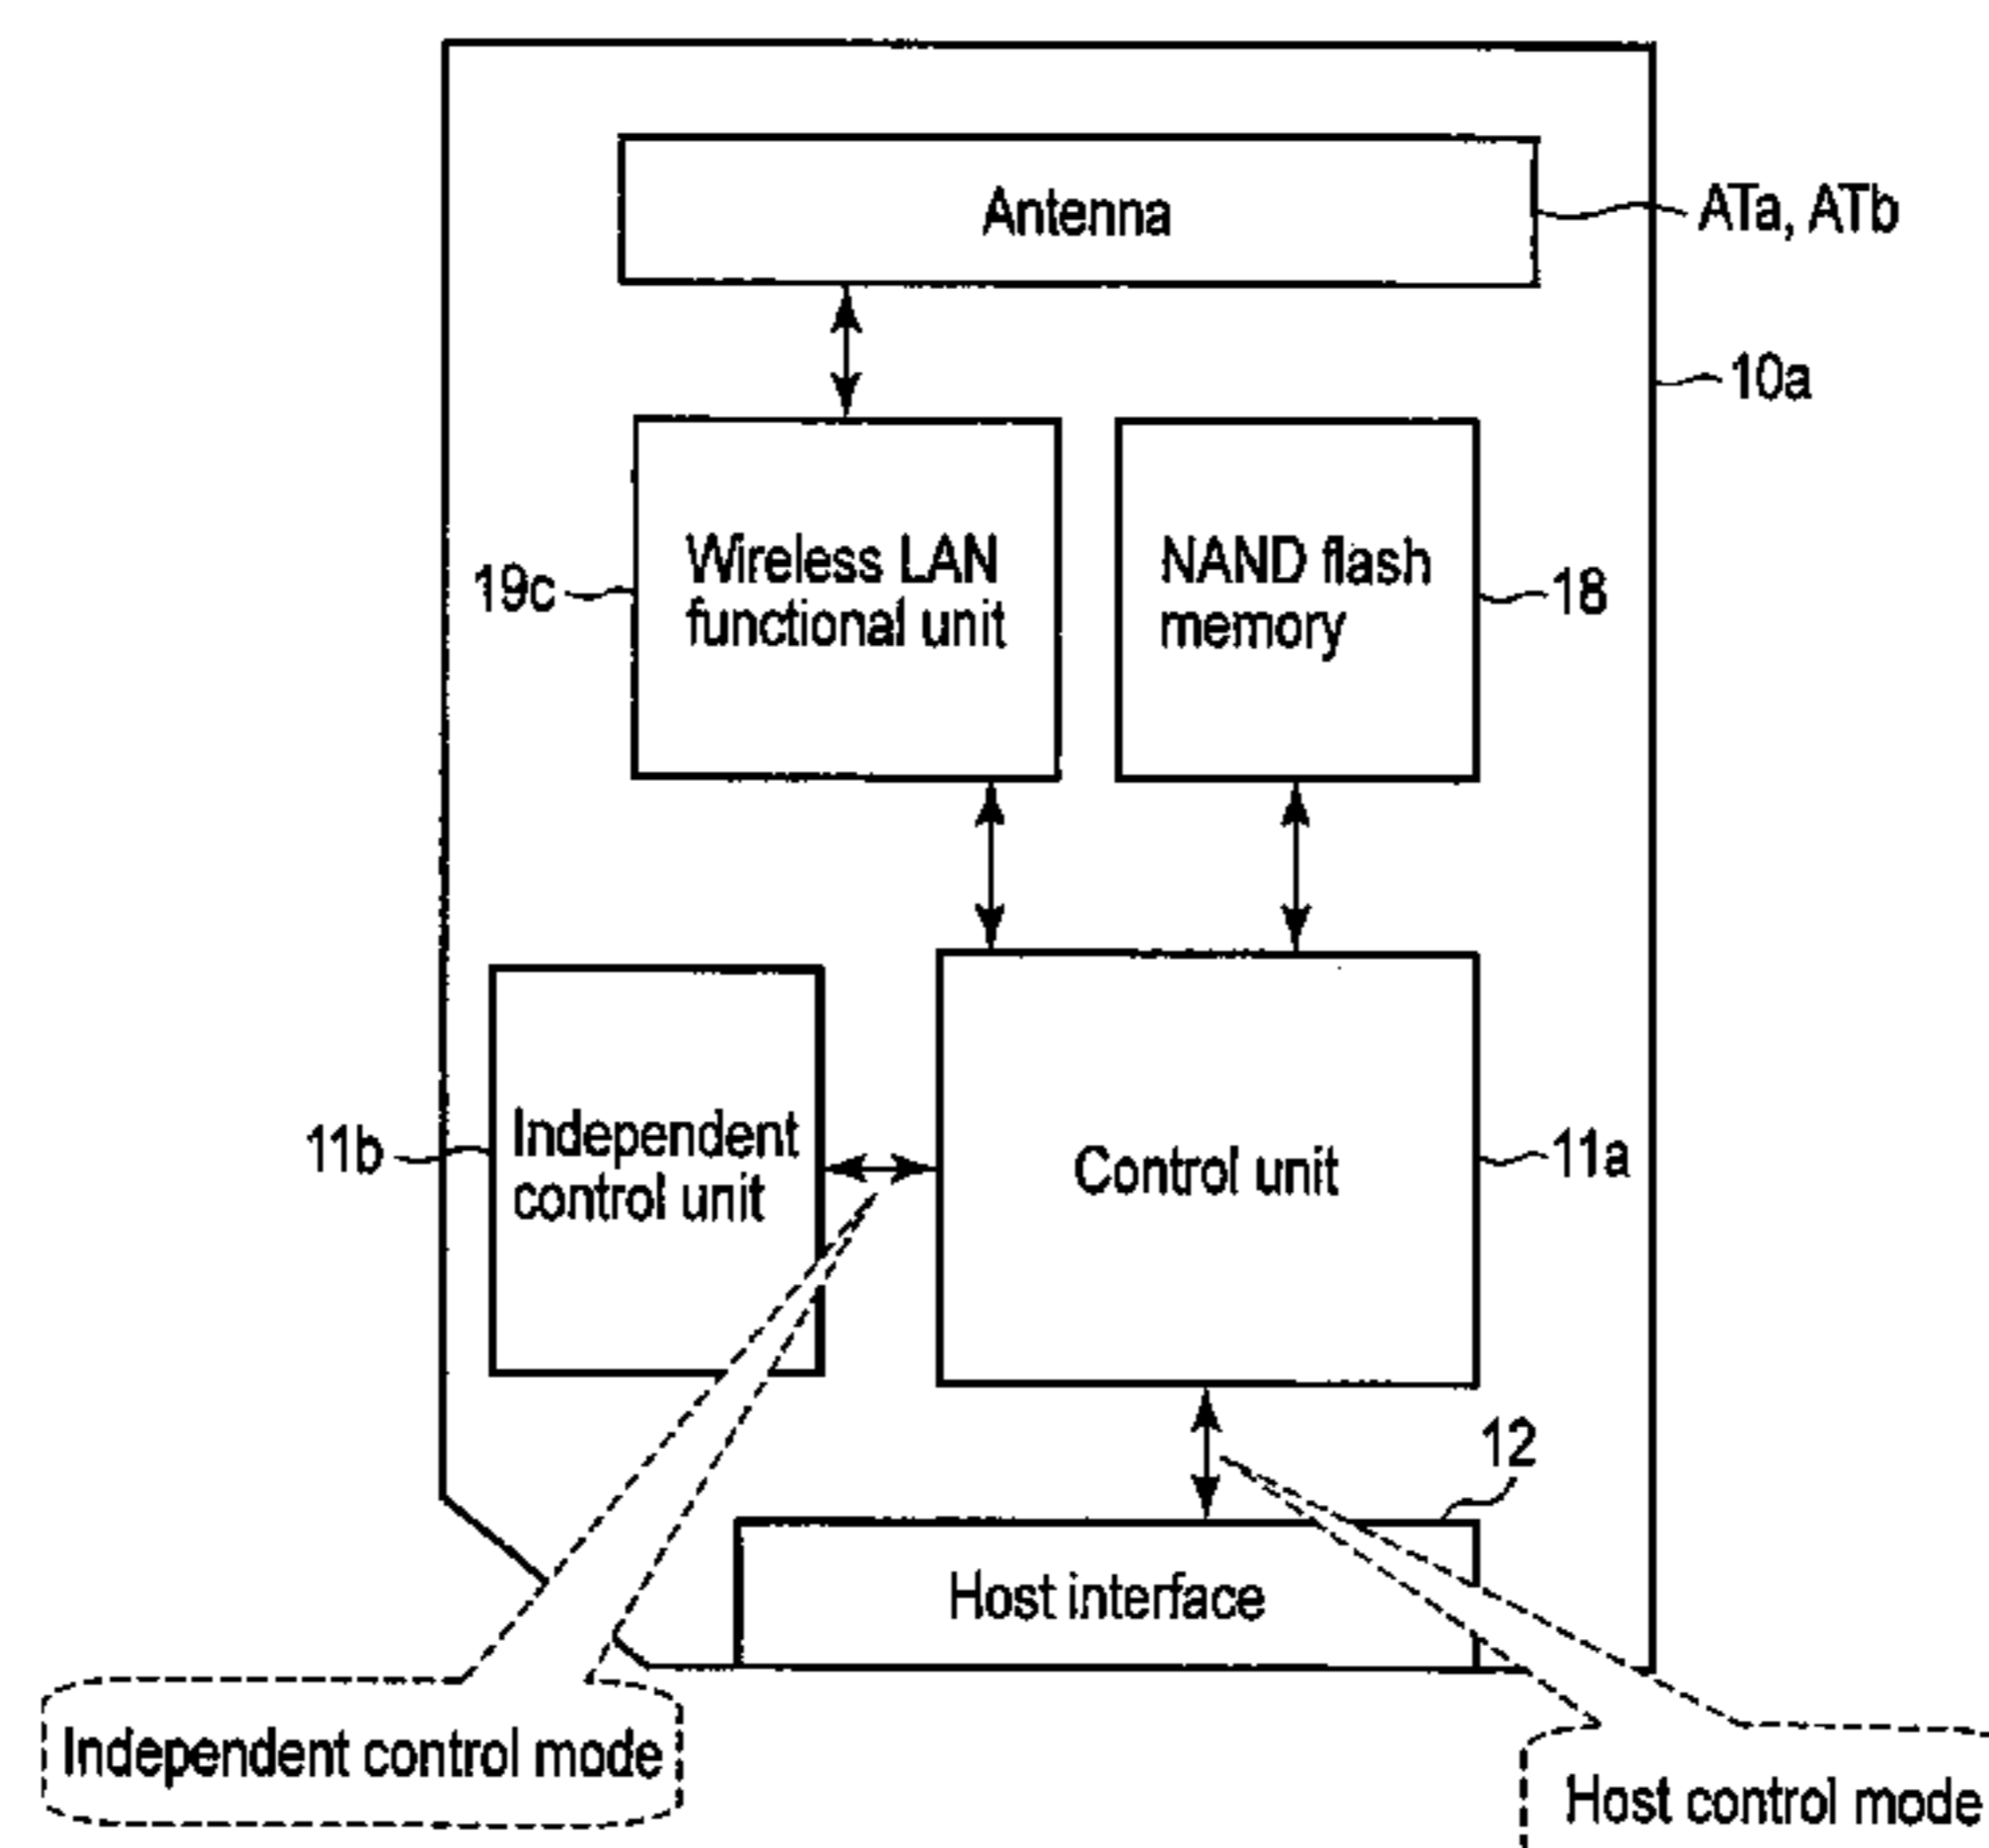 Antenna
ATa, ATb
10a
Wireless LAN
functional unit
NAND flash
memory
19c
18
Independent
control unit
11b
Control unit
11a
12
Host interface
Independent control mode
Host control mode